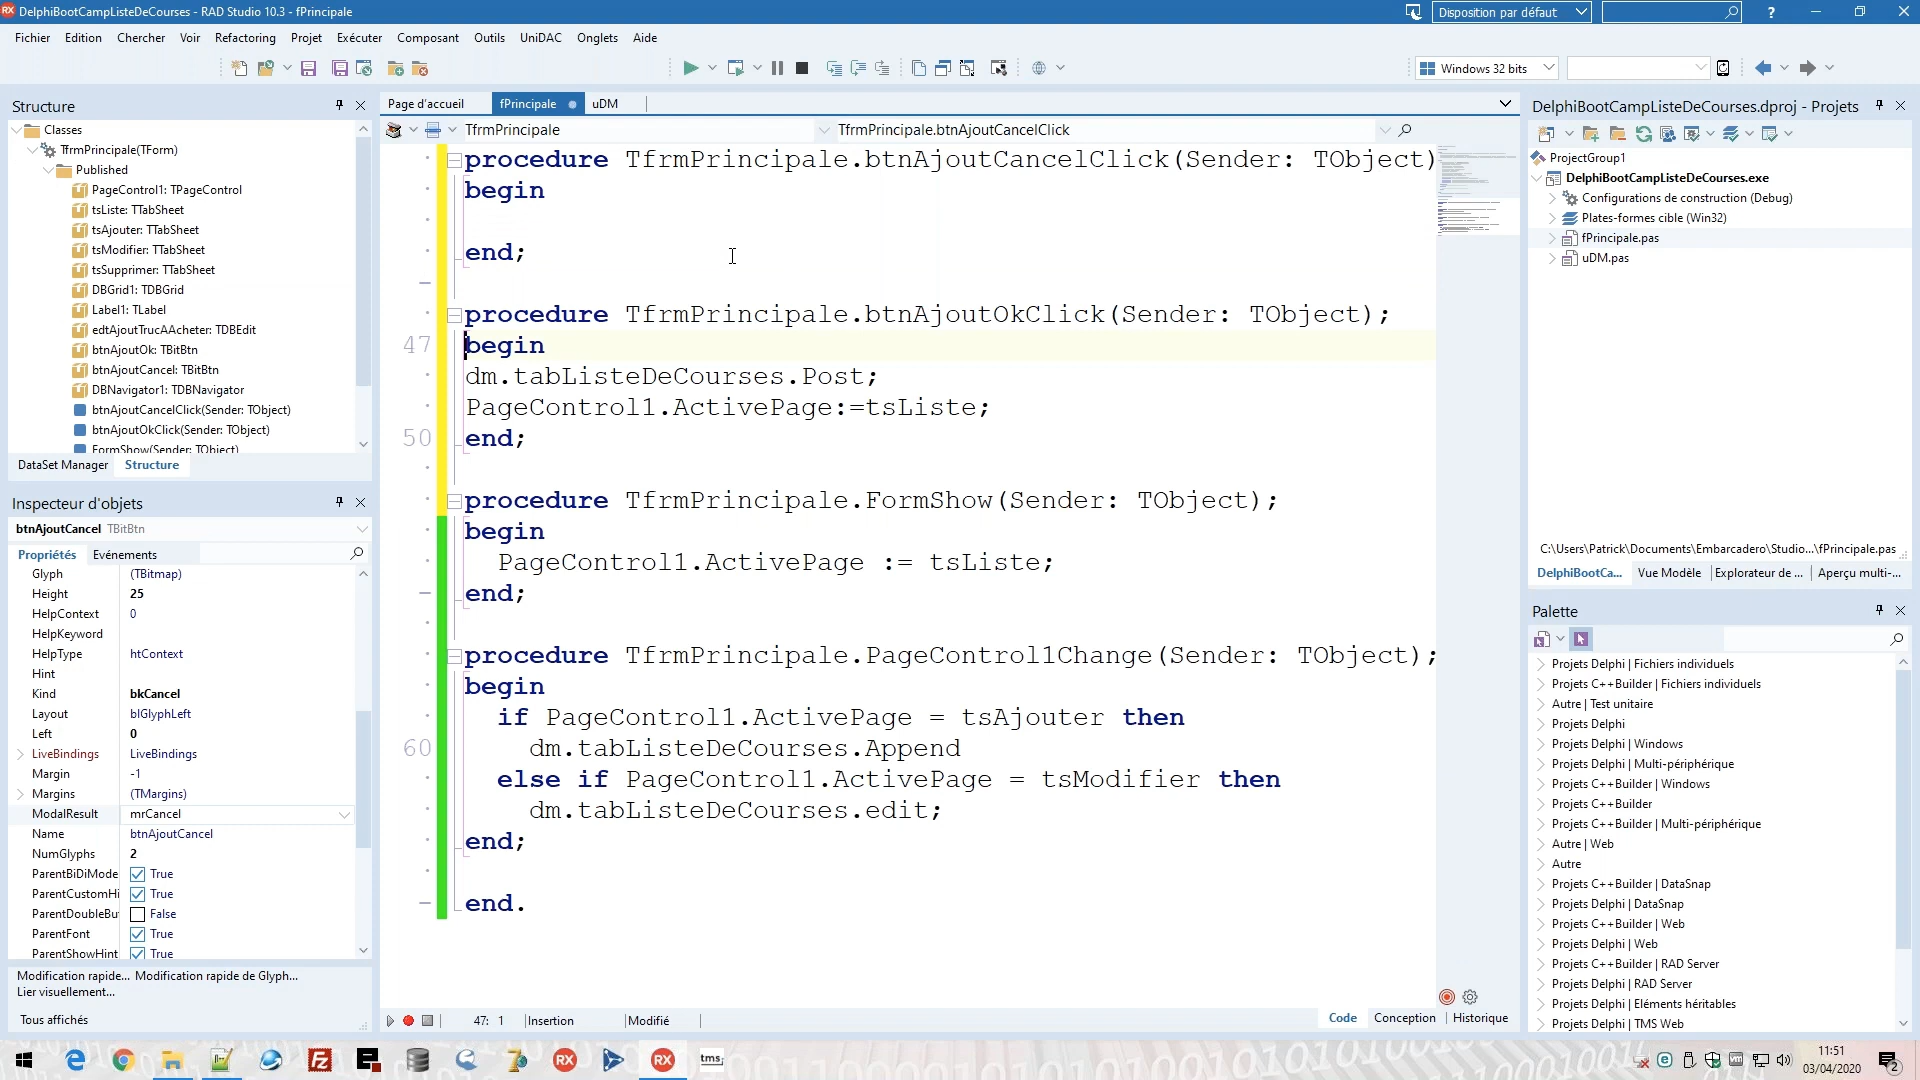 DelphiBootCampListeDeCourses - RAD Studio 10.3 - fPrincipale
Disposition par défaut
?
Fichier Edition Chercher Voir Refactoring Projet Exécuter Composant Outils UniDAC Onglets Aide
Windows 32 bits
Structure
Classes
TfrmPrincipale(TForm)
Published
PageControl1: TPageControl
tsListe: TTabSheet
tsAjouter: TTabSheet
tsModifier: TTabSheet
tsSupprimer: TTabSheet
DBGrid1: TDBGrid
Label1: TLabel
edtAjoutTrucAAcheter: TDBEdit
btnAjoutOk: TBitBtn
btnAjoutCancel: TBitBtn
DBNavigator1: TDBNavigator
btnAjoutCancelClick(Sender: TObject)
btnAjoutOkClick(Sender: TObject)
FormShow(Sender: TObject)
DataSet Manager Structure
Inspecteur d'objets
btnAjoutCancel TBitBtn
Propriétés Evénements
Glyph (TBitmap)
Height 25
HelpContext 0
HelpKeyword
HelpType htContext
Hint
Kind bkCancel
Layout blGlyphLeft
Left 0
LiveBindings LiveBindings
Margin -1
Margins (TMargins)
ModalResult mrCancel
Name btnAjoutCancel
NumGlyphs 2
ParentBiDiMode True
ParentCustomHi True
ParentDoubleBu False
ParentFont True
ParentShowHint True
Modification rapide... Modification rapide de Glyph...
Lier visuellement...
Tous affichés
Page d'accueil fPrincipale uDM
TfrmPrincipale TfrmPrincipale.btnAjoutCancelClick
procedure TfrmPrincipale.btnAjoutCancelClick(Sender: TObject)
begin
end;
procedure TfrmPrincipale.btnAjoutOkClick(Sender: TObject);
47 begin
dm.tabListeDeCourses.Post;
PageControl1.ActivePage:=tsListe;
50 end;
procedure TfrmPrincipale.FormShow(Sender: TObject);
begin
PageControl1.ActivePage := tsListe;
end;
procedure TfrmPrincipale.PageControl1Change(Sender: TObject);
begin
if PageControl1.ActivePage = tsAjouter then
60 dm.tabListeDeCourses.Append
else if PageControl1.ActivePage = tsModifier then
dm.tabListeDeCourses.edit;
end;
end.
47: 1 Insertion Modifié
Code Conception Historique
DelphiBootCampListeDeCourses.dproj - Projets
ProjectGroup1
DelphiBootCampListeDeCourses.exe
Configurations de construction (Debug)
Plates-formes cible (Win32)
fPrincipale.pas
uDM.pas
C:\Users\Patrick\Documents\Embarcadero\Studio...\fPrincipale.pas
DelphiBootCa... Vue Modèle Explorateur de ... Aperçu multi-...
Palette
Projets Delphi | Fichiers individuels
Projets C++Builder | Fichiers individuels
Autre | Test unitaire
Projets Delphi
Projets Delphi | Windows
Projets Delphi | Multi-périphérique
Projets C++Builder | Windows
Projets C++Builder
Projets C++Builder | Multi-périphérique
Autre | Web
Autre
Projets C++Builder | DataSnap
Projets Delphi | DataSnap
Projets C++Builder | Web
Projets Delphi | Web
Projets C++Builder | RAD Server
Projets Delphi | RAD Server
Projets Delphi | Eléments héritables
Projets Delphi | TMS Web
RX RX tms
11:51
03/04/2020
2